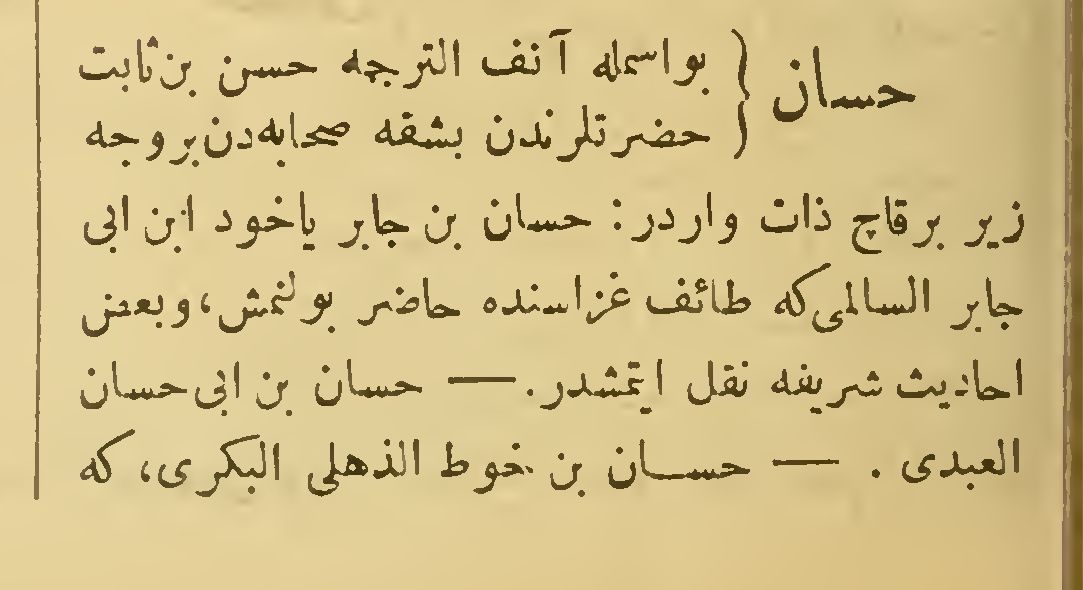 حسان { بو اسمله آنف الترجمه حسن بن ثابت
حضرتلرندن بشقه صحابه‌دن بر وجه
زیر برقاچ ذات واردر: حسان بن جابر یاخود ابن ابی
جابر السالمی‌که طائف غزاسنده حاضر بولنمش، وبعض
احادیث شریفه نقل ایتمشدر. — حسان بن ابی حسان
العبدی. — حسان بن خوط الذهلی البکری، که